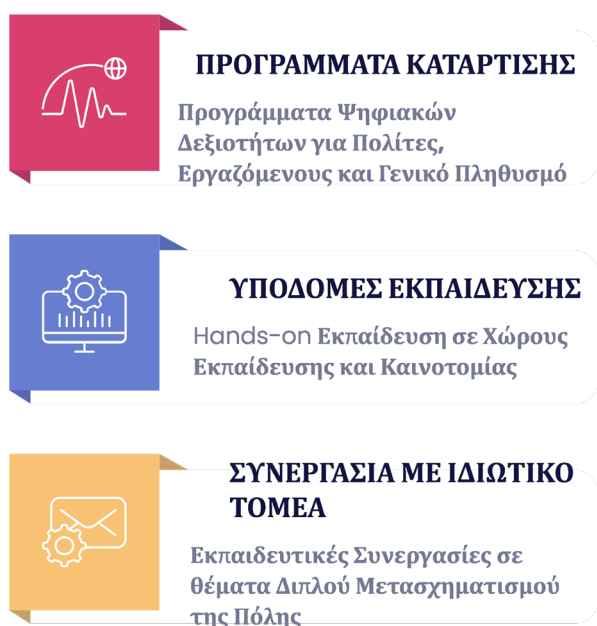 ΠΡΟΓΡΑΜΜΑΤΑ ΚΑΤΑΡΤΙΣΗΣ
Προγράμματα Ψηφιακών
Δεξιοτήτων για Πολίτες,
Εργαζόμενους και Γενικό Πληθυσμό
ΥΠΟΔΟΜΕΣ ΕΚΠΑΙΔΕΥΣΗΣ
Hands-on Εκπαίδευση σε Χώρους
Εκπαίδευσης και Καινοτομίας
ΣΥΝΕΡΓΑΣΙΑ ΜΕ ΙΔΙΩΤΙΚΟ
ΤΟΜΕΑ
Εκπαιδευτικές Συνεργασίες σε
θέματα Διπλού Μετασχηματισμού
της Πόλης